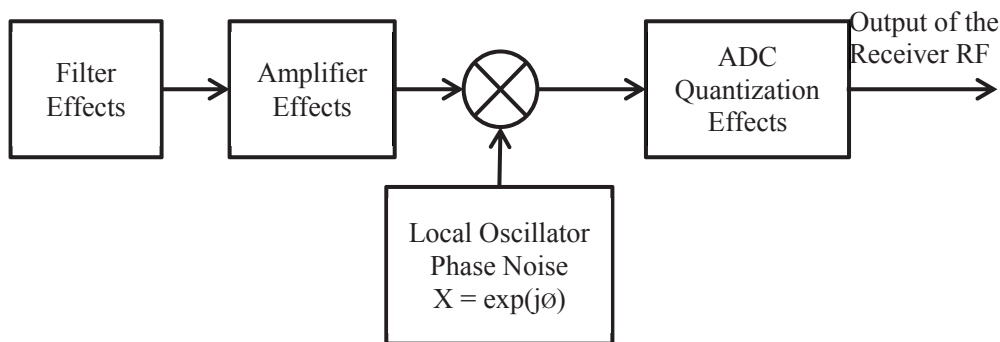 Filter
Effects
Amplifier
Effects
Local Oscillator
Phase Noise
X = exp(jø)
ADC
Quantization
Effects
Output of the
Receiver RF